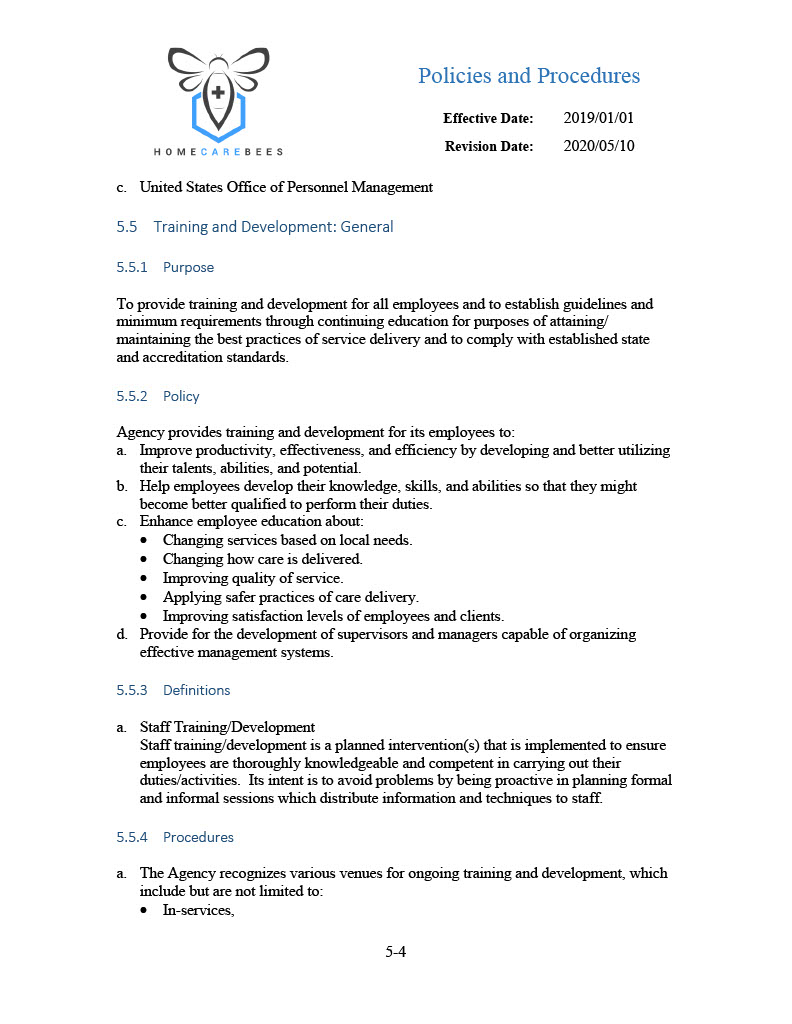 HOMECAREBEES
Policies and Procedures
Effective Date: 2019/01/01
Revision Date: 2020/05/10
c. United States Office of Personnel Management
5.5 Training and Development: General
5.5.1 Purpose
To provide training and development for all employees and to establish guidelines and
minimum requirements through continuing education for purposes of attaining/
maintaining the best practices of service delivery and to comply with established state
and accreditation standards.
5.5.2 Policy
Agency provides training and development for its employees to:
a. Improve productivity, effectiveness, and efficiency by developing and better utilizing
their talents, abilities, and potential.
b. Help employees develop their knowledge, skills, and abilities so that they might
become better qualified to perform their duties.
c. Enhance employee education about:
• Changing services based on local needs.
• Changing how care is delivered.
• Improving quality of service.
• Applying safer practices of care delivery.
• Improving satisfaction levels of employees and clients.
d. Provide for the development of supervisors and managers capable of organizing
effective management systems.
5.5.3 Definitions
a. Staff Training/Development
Staff training/development is a planned intervention(s) that is implemented to ensure
employees are thoroughly knowledgeable and competent in carrying out their
duties/activities. Its intent is to avoid problems by being proactive in planning formal
and informal sessions which distribute information and techniques to staff.
5.5.4 Procedures
a. The Agency recognizes various venues for ongoing training and development, which
include but are not limited to:
• In-services,
5-4